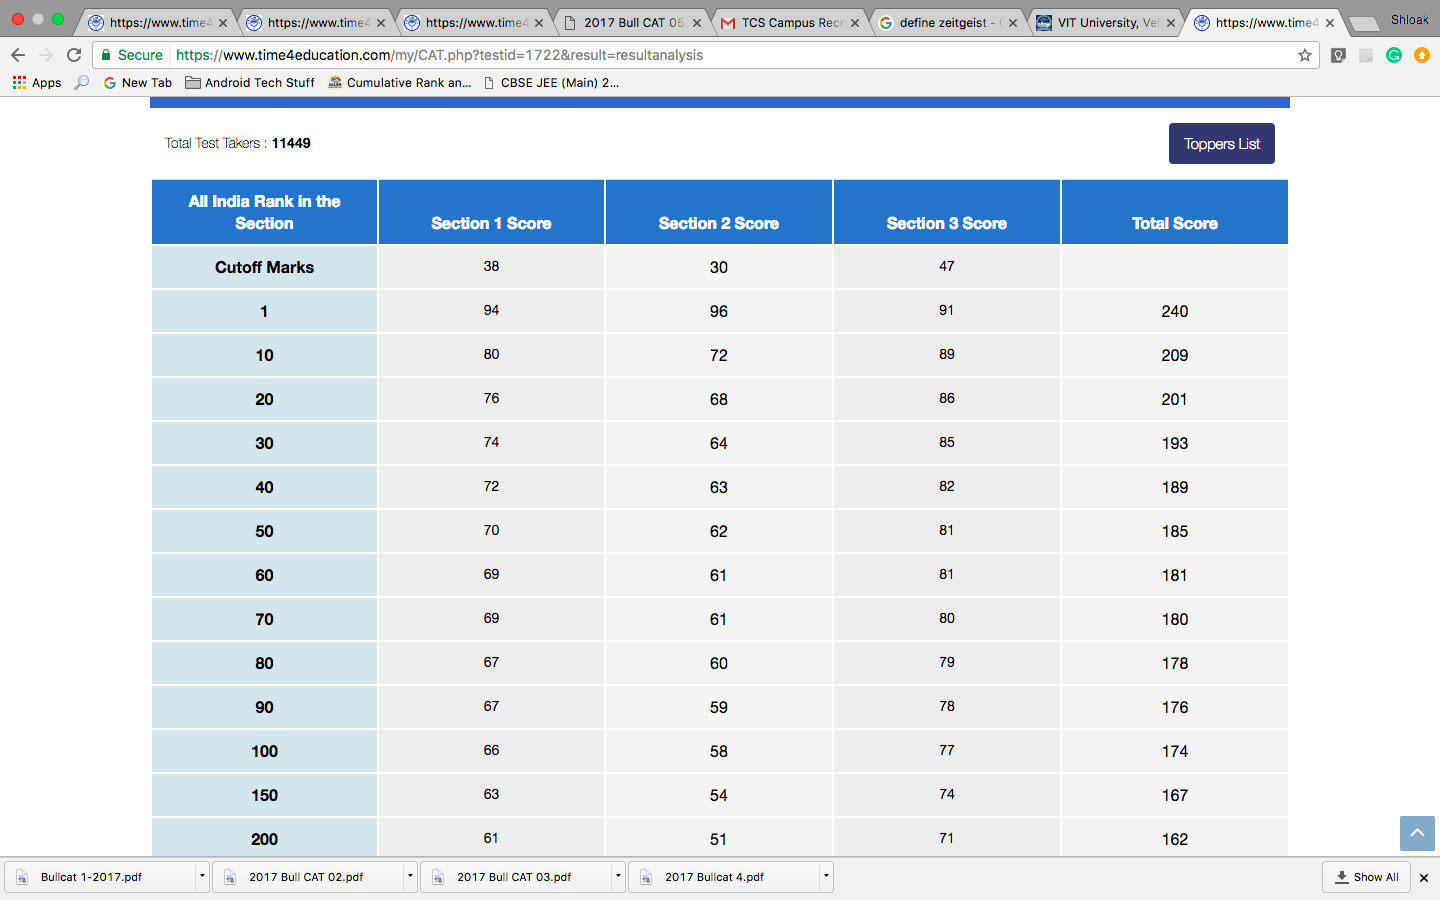 https://www.time4
https://www.time4
https://www.time4
2017 Bull CAT 05
TCS Campus Recr
define zeitgeist -
VIT University, Vel
https://www.time4
Shloak
Secure
https://www.time4education.com/my/CAT.php?testid=1722&result=resultanalysis
Apps
New Tab
Android Tech Stuff
Cumulative Rank an...
CBSE JEE (Main) 2...
Total Test Takers : 11449
Toppers List
All India Rank in the
Section Section 1 Score Section 2 Score Section 3 Score Total Score
Cutoff Marks 38 30 47
1 94 96 91 240
10 80 72 89 209
20 76 68 86 201
30 74 64 85 193
40 72 63 82 189
50 70 62 81 185
60 69 61 81 181
70 69 61 80 180
80 67 60 79 178
90 67 59 78 176
100 66 58 77 174
150 63 54 74 167
200 61 51 71 162
Bullcat 1-2017.pdf
2017 Bull CAT 02.pdf
2017 Bull CAT 03.pdf
2017 Bullcat 4.pdf
Show All